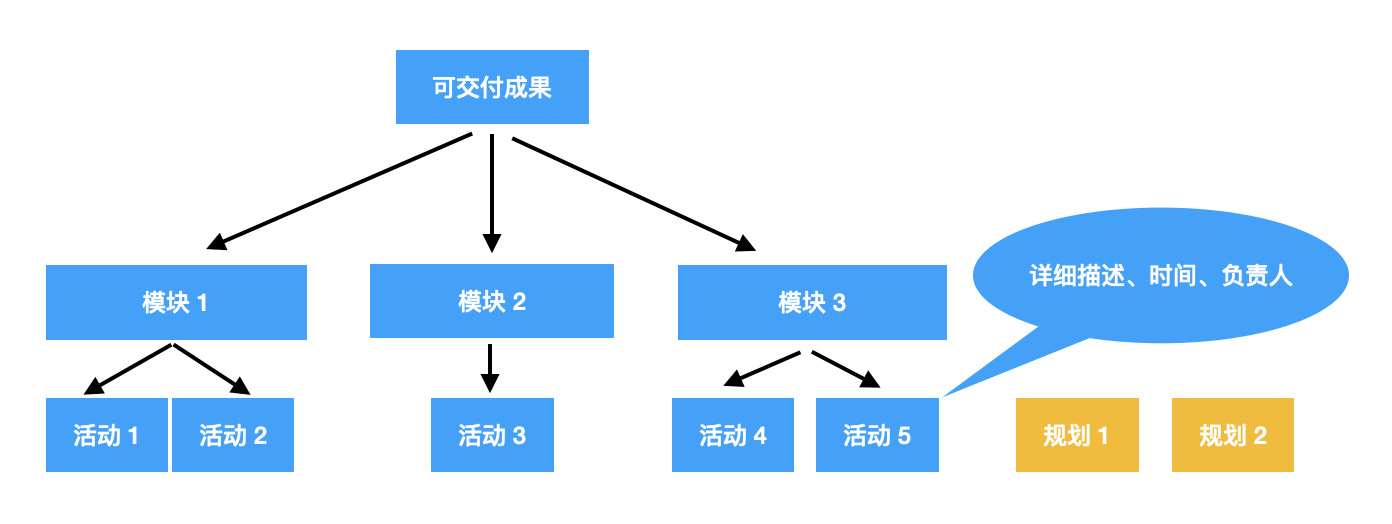 可交付成果
详细描述、时间、负责人
模块 1
模块 2
模块 3
活动 1
活动 2
活动 3
活动 4
活动 5
规划 1
规划 2